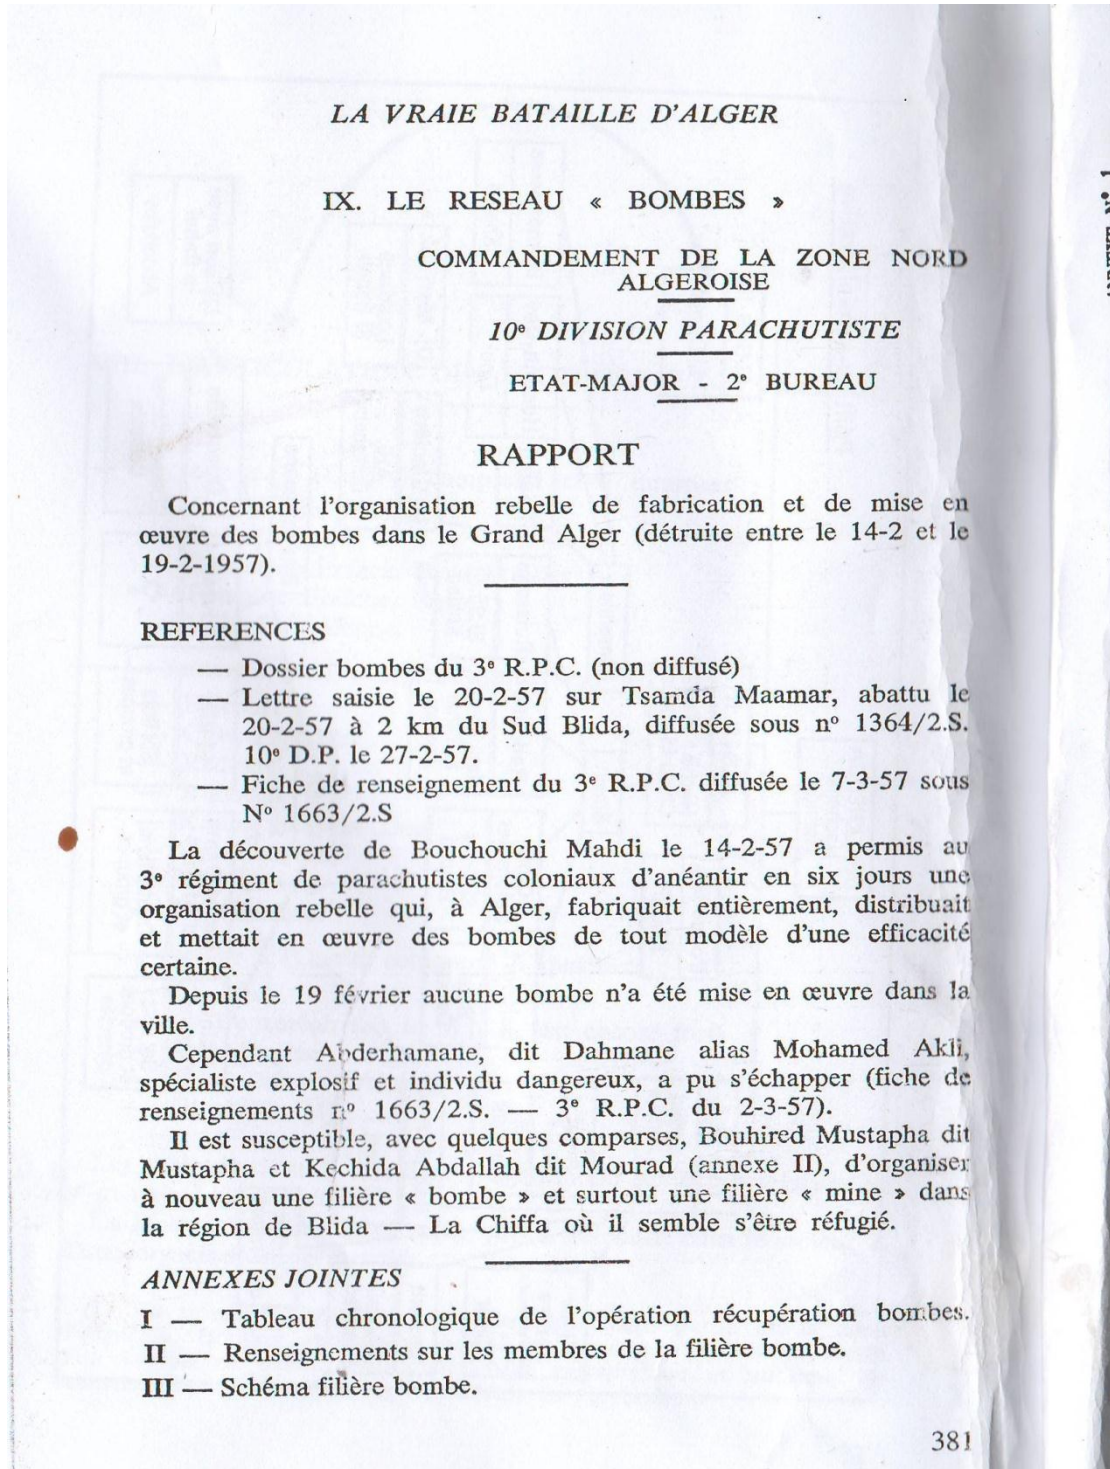 LA VRAIE BATAILLE D'ALGER
IX. LE RESEAU « BOMBES »
COMMANDEMENT DE LA ZONE NORD
ALGEROISE
10e DIVISION PARACHUTISTE
ETAT-MAJOR - 2e BUREAU
RAPPORT
Concernant l'organisation rebelle de fabrication et de mise en
œuvre des bombes dans le Grand Alger (détruite entre le 14-2 et le
19-2-1957).
REFERENCES
— Dossier bombes du 3e R.P.C. (non diffusé)
— Lettre saisie le 20-2-57 sur Tsamda Maamar, abattu le
20-2-57 à 2 km du Sud Blida, diffusée sous no 1364/2.S.
10e D.P. le 27-2-57.
— Fiche de renseignement du 3e R.P.C. diffusée le 7-3-57 sous
No 1663/2.S
La découverte de Bouchouchi Mahdi le 14-2-57 a permis au
3e régiment de parachutistes coloniaux d'anéantir en six jours une
organisation rebelle qui, à Alger, fabriquait entièrement, distribuait
et mettait en œuvre des bombes de tout modèle d'une efficacité
certaine.
Depuis le 19 février aucune bombe n'a été mise en œuvre dans la
ville.
Cependant Abderhamane, dit Dahmane alias Mohamed Akli,
spécialiste explosif et individu dangereux, a pu s'échapper (fiche de
renseignements no 1663/2.S. — 3e R.P.C. du 2-3-57).
Il est susceptible, avec quelques comparses, Bouhired Mustapha dit
Mustapha et Kechida Abdallah dit Mourad (annexe II), d'organiser
à nouveau une filière « bombe » et surtout une filière « mine » dans
la région de Blida — La Chiffa où il semble s'être réfugié.
ANNEXES JOINTES
I — Tableau chronologique de l'opération récupération bombes.
II — Renseignements sur les membres de la filière bombe.
III — Schéma filière bombe.
381